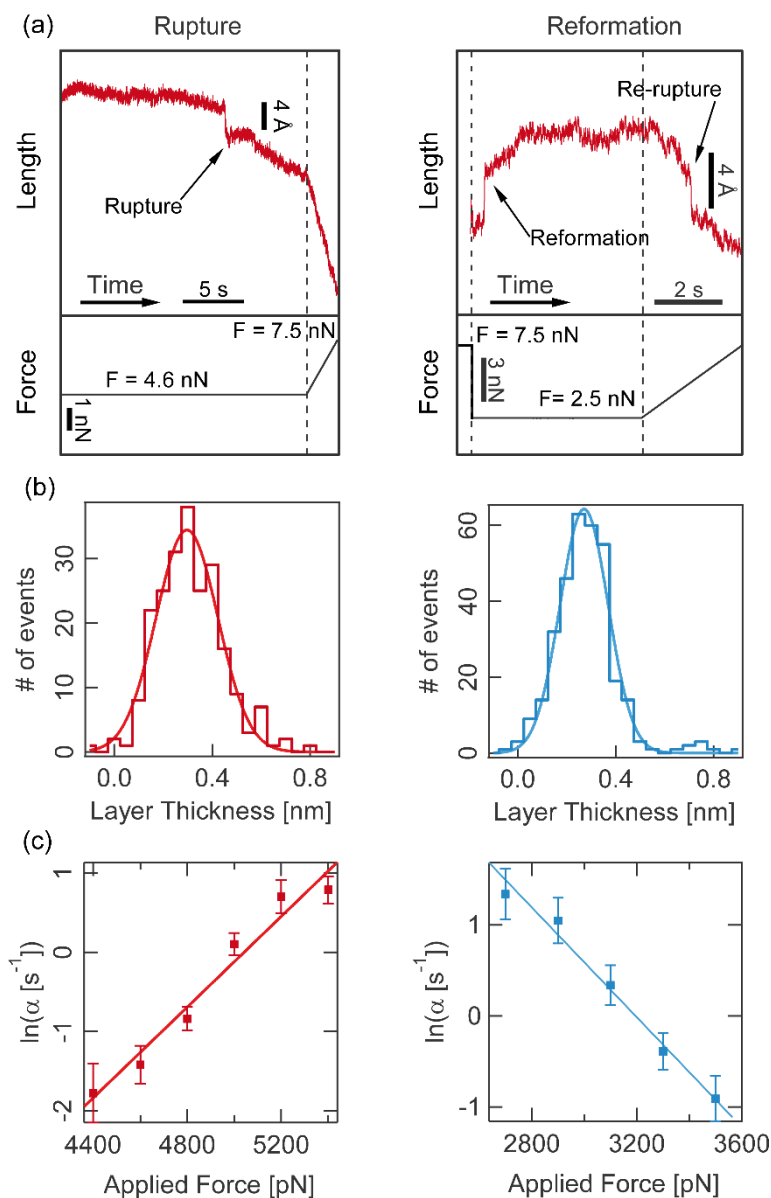 (a)
Rupture
Reformation
Length
4 Å
Rupture
Time
5 s
Force
F = 7.5 nN
F = 4.6 nN
1 nN
Length
Re-rupture
4 Å
Reformation
Time
2 s
Force
F = 7.5 nN
3 nN
F= 2.5 nN
(b)
# of events
30
20
10
0
0.0 0.4 0.8
Layer Thickness [nm]
# of events
60
40
20
0
0.0 0.4 0.8
Layer Thickness [nm]
(c)
ln(α [s⁻¹])
1
0
-1
-2
4400 4800 5200
Applied Force [pN]
ln(α [s⁻¹])
1
0
-1
2800 3200 3600
Applied Force [pN]